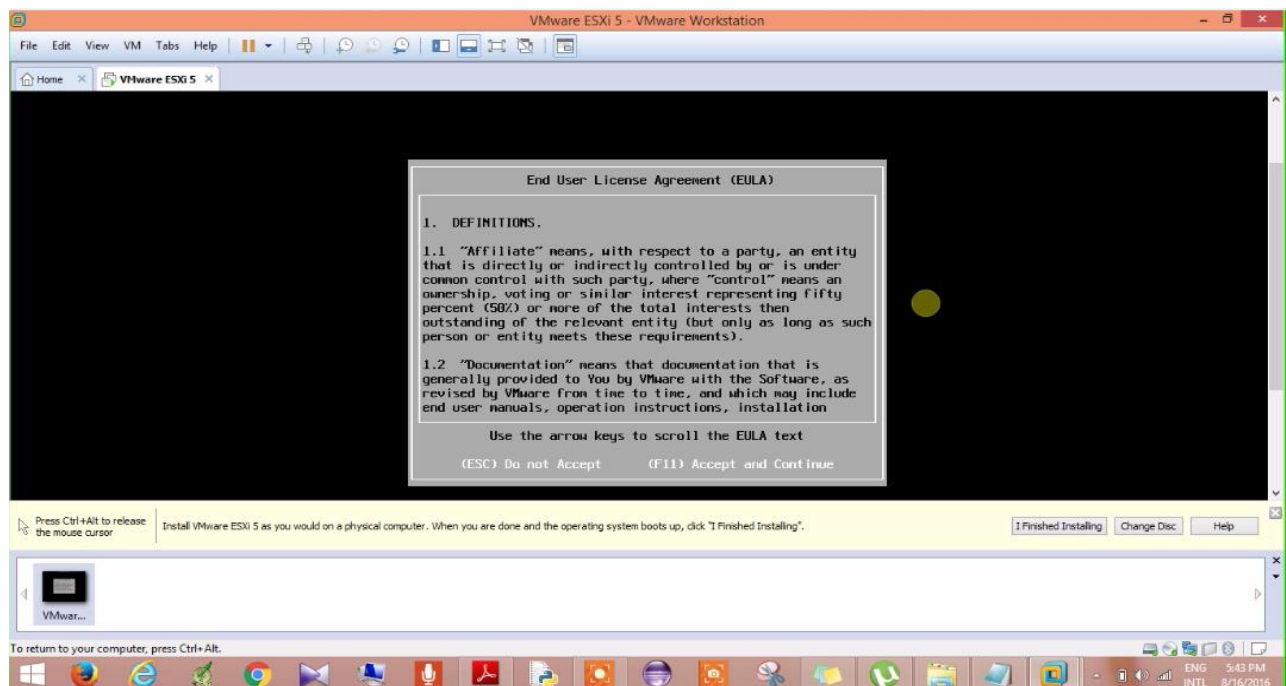 VMware ESXi 5 - VMware Workstation
File Edit View VM Tabs Help
Home VMware ESXi 5
End User License Agreement (EULA)
1. DEFINITIONS.
1.1 "Affiliate" means, with respect to a party, an entity
that is directly or indirectly controlled by or is under
common control with such party, where "control" means an
ownership, voting or similar interest representing fifty
percent (50%) or more of the total interests then
outstanding of the relevant entity (but only as long as such
person or entity meets these requirements).
1.2 "Documentation" means that documentation that is
generally provided to You by VMware with the Software, as
revised by VMware from time to time, and which may include
end user manuals, operation instructions, installation
Use the arrow keys to scroll the EULA text
(ESC) Do not Accept (F11) Accept and Continue
Press Ctrl+Alt to release
the mouse cursor
Install VMware ESXi 5 as you would on a physical computer. When you are done and the operating system boots up, click "I Finished Installing".
I Finished Installing Change Disc Help
VMwar...
To return to your computer, press Ctrl+Alt.
ENG 5:43 PM
INTL 8/16/2016